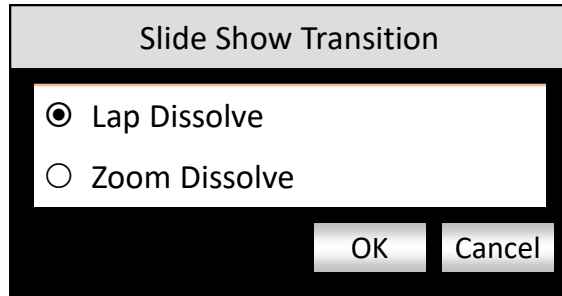 Slide Show Transition
Lap Dissolve
Zoom Dissolve
OK Cancel